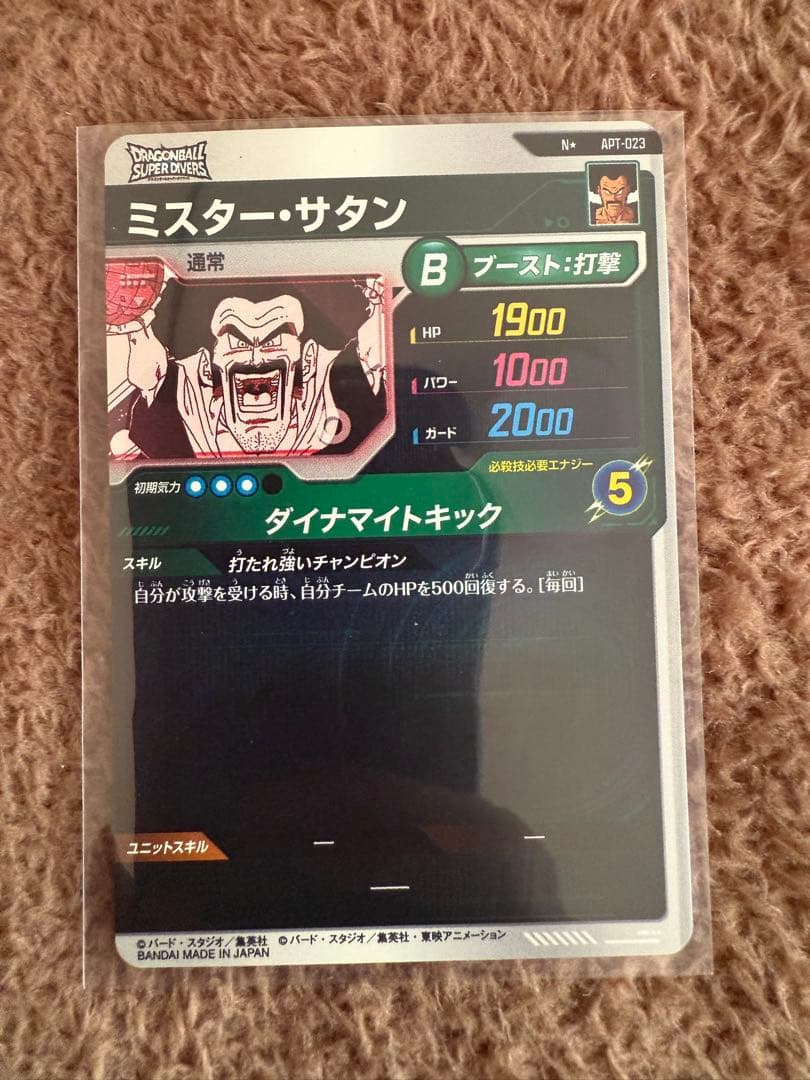 N★ APT-023
DRAGONBALL
SUPER DIVERS
ミスター・サタン
通常
B ブースト:打撃
HP 1900
パワー 1000
ガード 2000
初期気力
必殺技必要エナジー 5
ダイナマイトキック
スキル 打たれ強いチャンピオン
自分が攻撃を受ける時、自分チームのHPを500回復する。[毎回]
ユニットスキル — —
—
©バード・スタジオ/集英社 ©バード・スタジオ/集英社・東映アニメーション
BANDAI MADE IN JAPAN